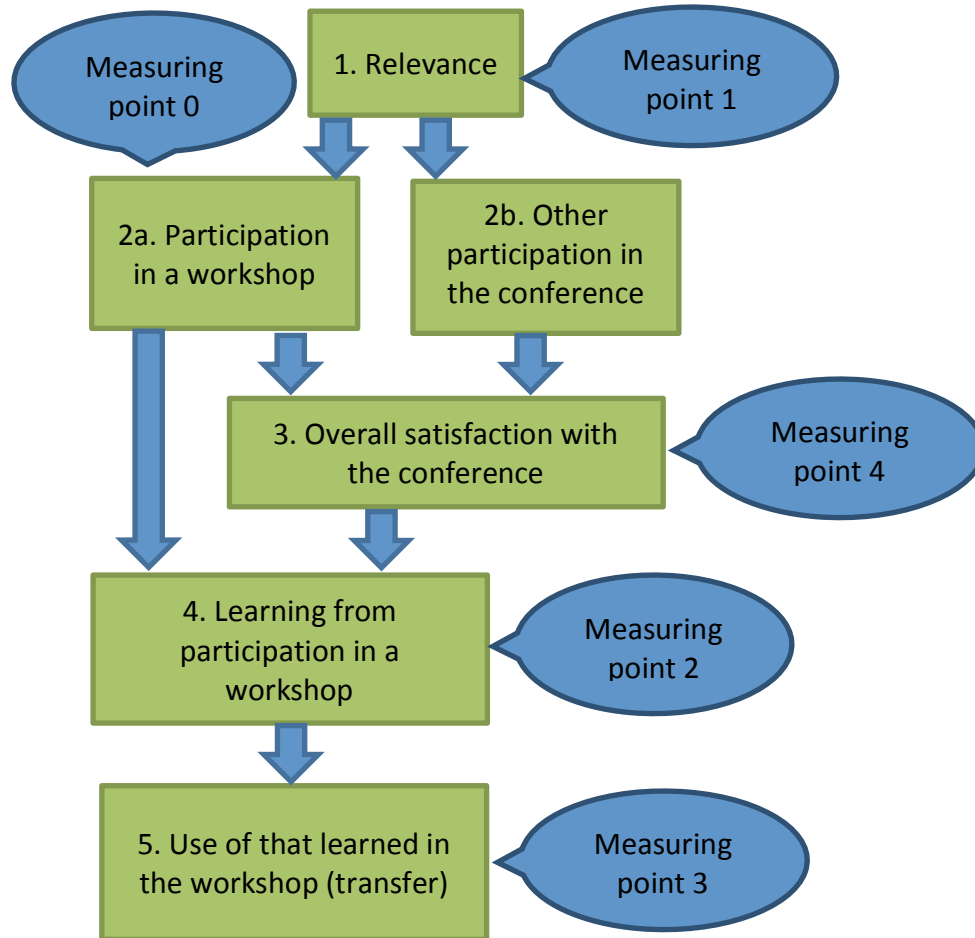 Measuring
point 0
1. Relevance
Measuring
point 1
2a. Participation
in a workshop
2b. Other
participation in
the conference
3. Overall satisfaction with
the conference
Measuring
point 4
4. Learning from
participation in a
workshop
Measuring
point 2
5. Use of that learned in
the workshop (transfer)
Measuring
point 3